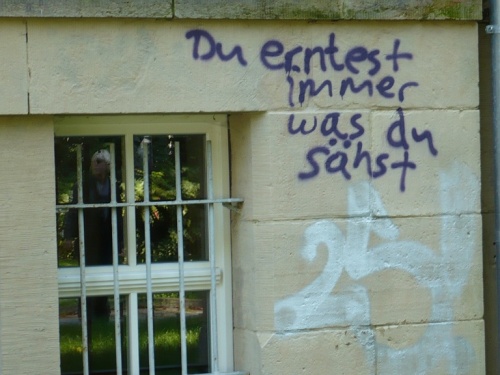 Du erntest
immer
was du
sähst